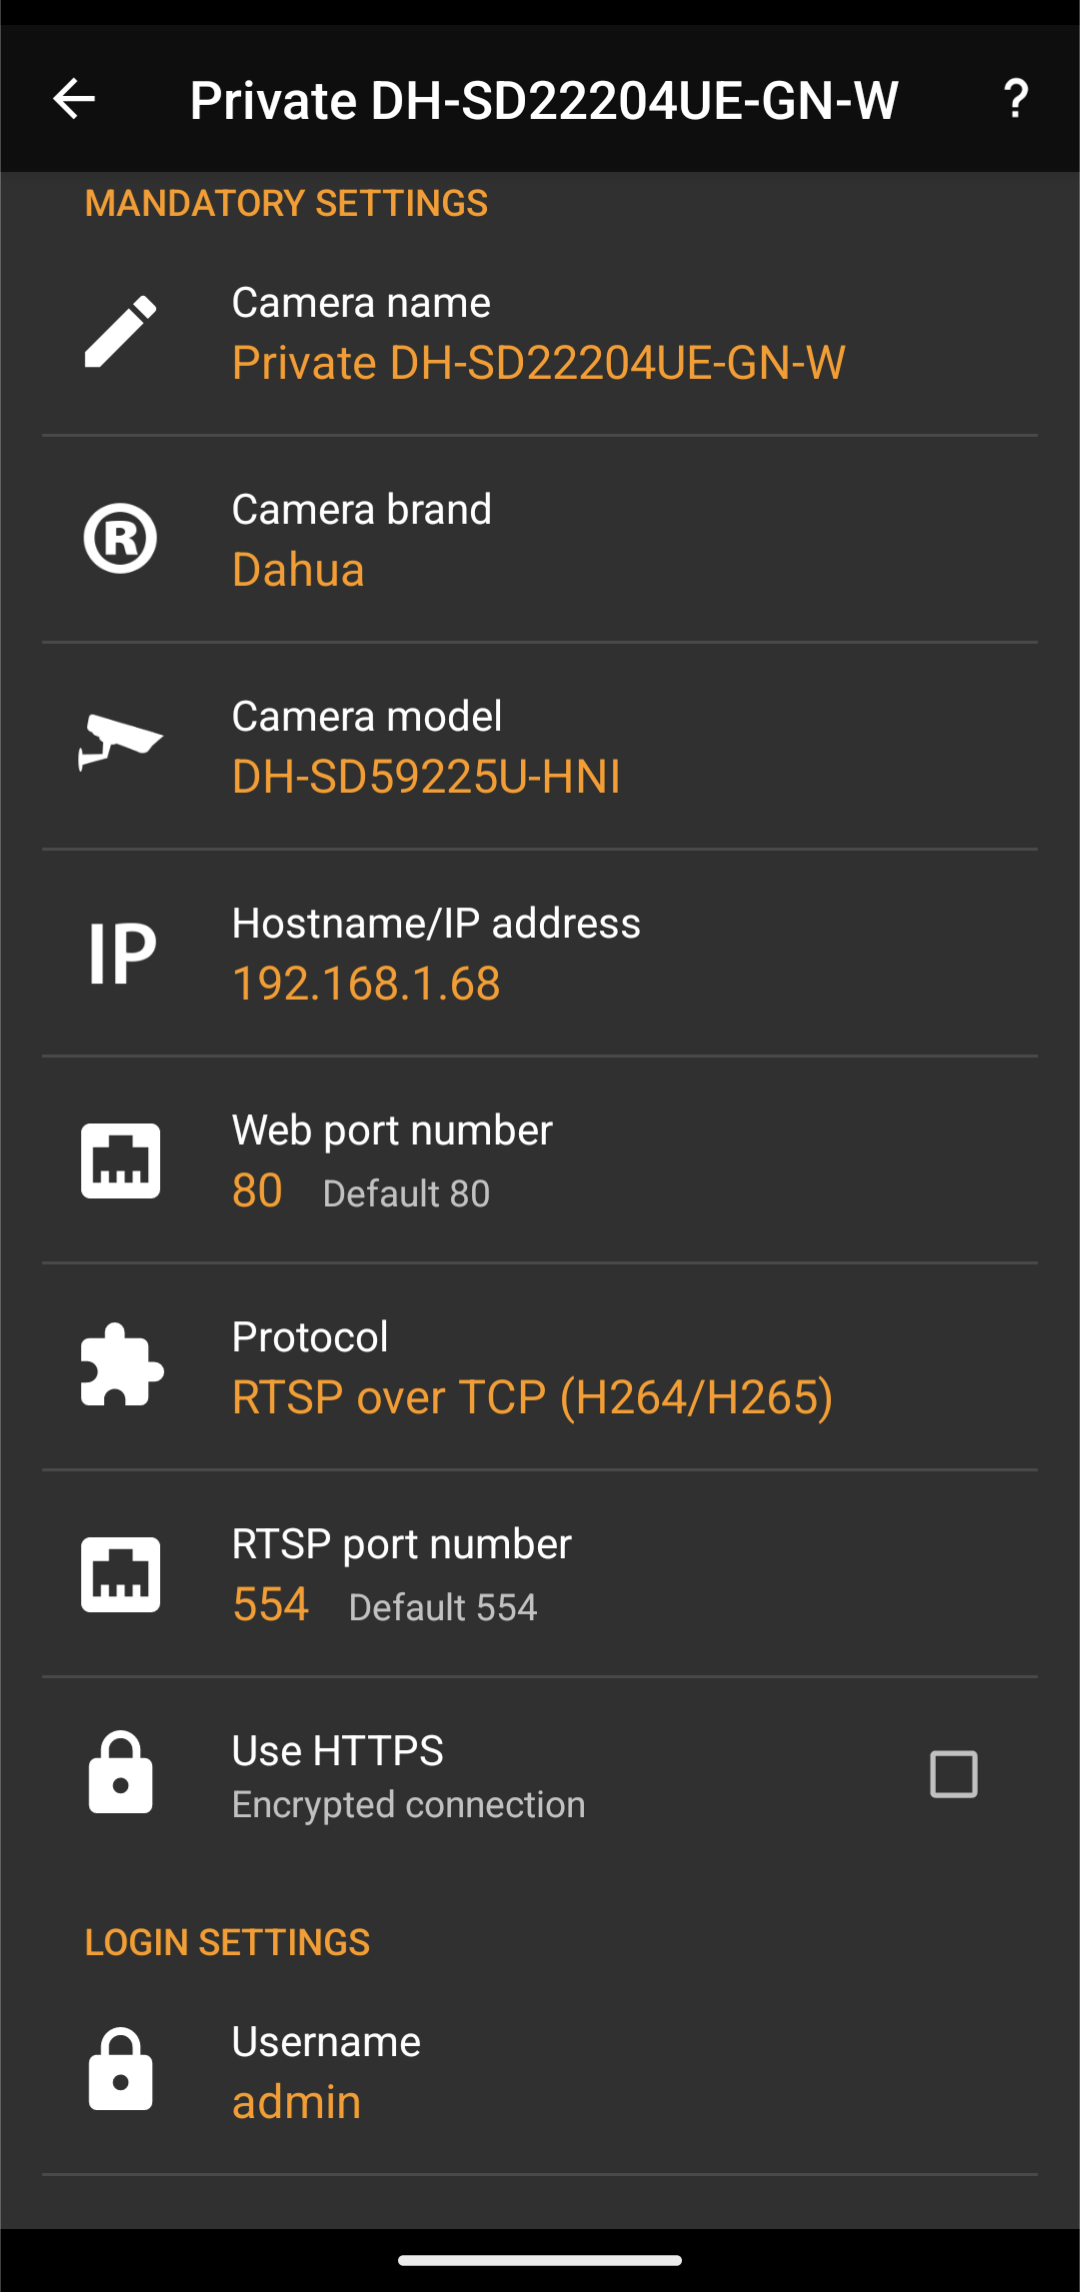 Private DH-SD22204UE-GN-W ?
MANDATORY SETTINGS
Camera name
Private DH-SD22204UE-GN-W
® Camera brand
Dahua
Camera model
DH-SD59225U-HNI
IP Hostname/IP address
192.168.1.68
Web port number
80 Default 80
Protocol
RTSP over TCP (H264/H265)
RTSP port number
554 Default 554
Use HTTPS
Encrypted connection
LOGIN SETTINGS
Username
admin